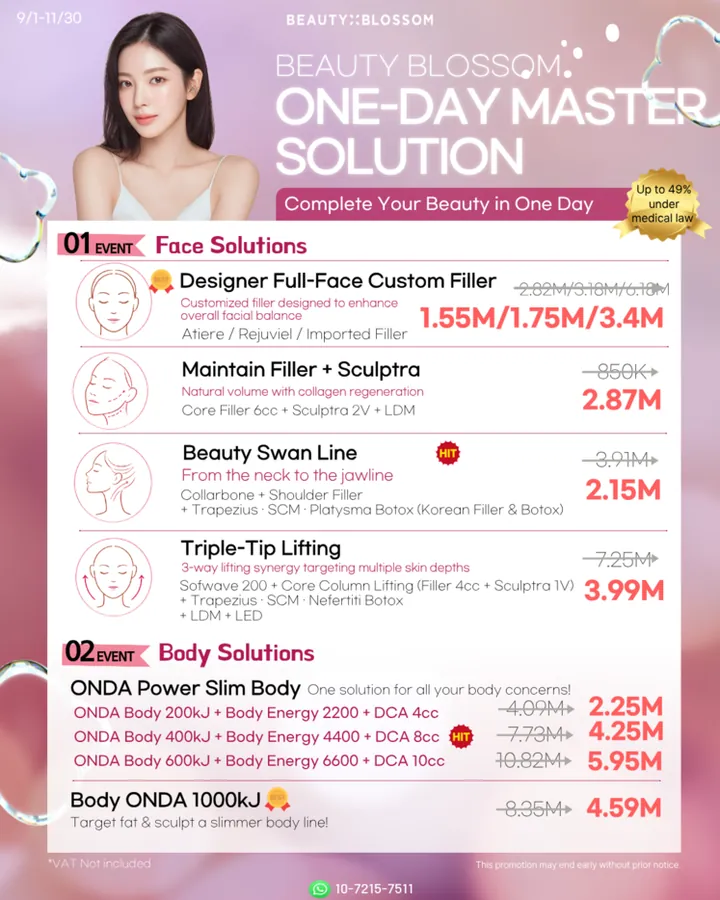 9/1-11/30
BEAUTY BLOSSOM
BEAUTY BLOSSOM
ONE-DAY MASTER
SOLUTION
Complete Your Beauty in One Day
Up to 49%
under
medical law
01 EVENT Face Solutions
BEST
Designer Full-Face Custom Filler 2.82M/3.18M/6.18M
Customized filler designed to enhance
overall facial balance
1.55M/1.75M/3.4M
Atiere / Rejuviel / Imported Filler
Maintain Filler + Sculptra 850K
Natural volume with collagen regeneration 2.87M
Core Filler 6cc + Sculptra 2V + LDM
Beauty Swan Line HIT 3.91M
From the neck to the jawline
2.15M
Collarbone + Shoulder Filler
+ Trapezius · SCM · Platysma Botox (Korean Filler & Botox)
Triple-Tip Lifting 7.25M
3-way lifting synergy targeting multiple skin depths
Sofwave 200 + Core Column Lifting (Filler 4cc + Sculptra 1V) 3.99M
+ Trapezius · SCM · Nefertiti Botox
+ LDM + LED
02 EVENT Body Solutions
ONDA Power Slim Body One solution for all your body concerns!
ONDA Body 200kJ + Body Energy 2200 + DCA 4cc 4.09M 2.25M
ONDA Body 400kJ + Body Energy 4400 + DCA 8cc HIT 7.73M 4.25M
ONDA Body 600kJ + Body Energy 6600 + DCA 10cc 10.82M 5.95M
Body ONDA 1000kJ BEST 8.35M 4.59M
Target fat & sculpt a slimmer body line!
*VAT Not included
This promotion may end early without prior notice
10-7215-7511